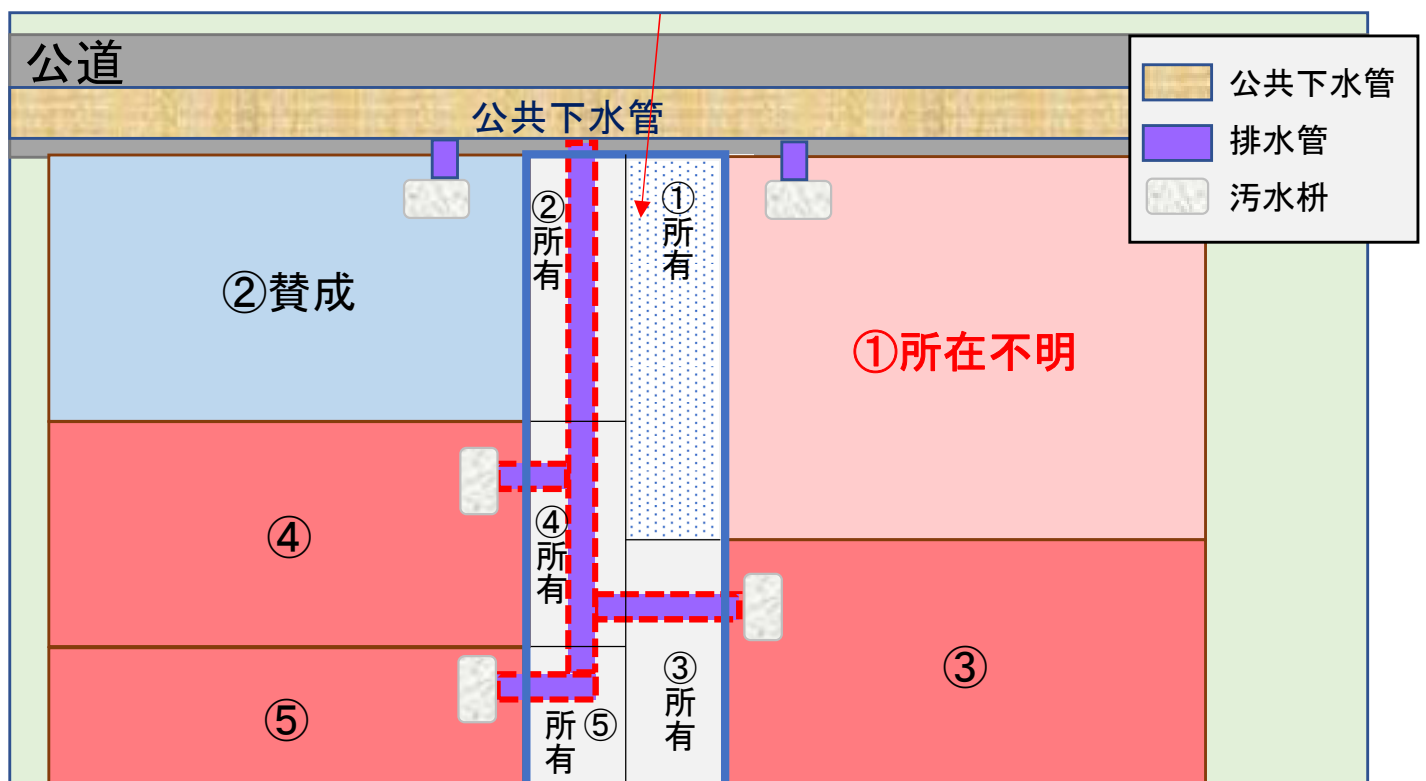 公道
公共下水管
公共下水管
排水管
汚水枡
②所有
①所有
②賛成
①所在不明
④
④所有
③
③所有
⑤
⑤所有